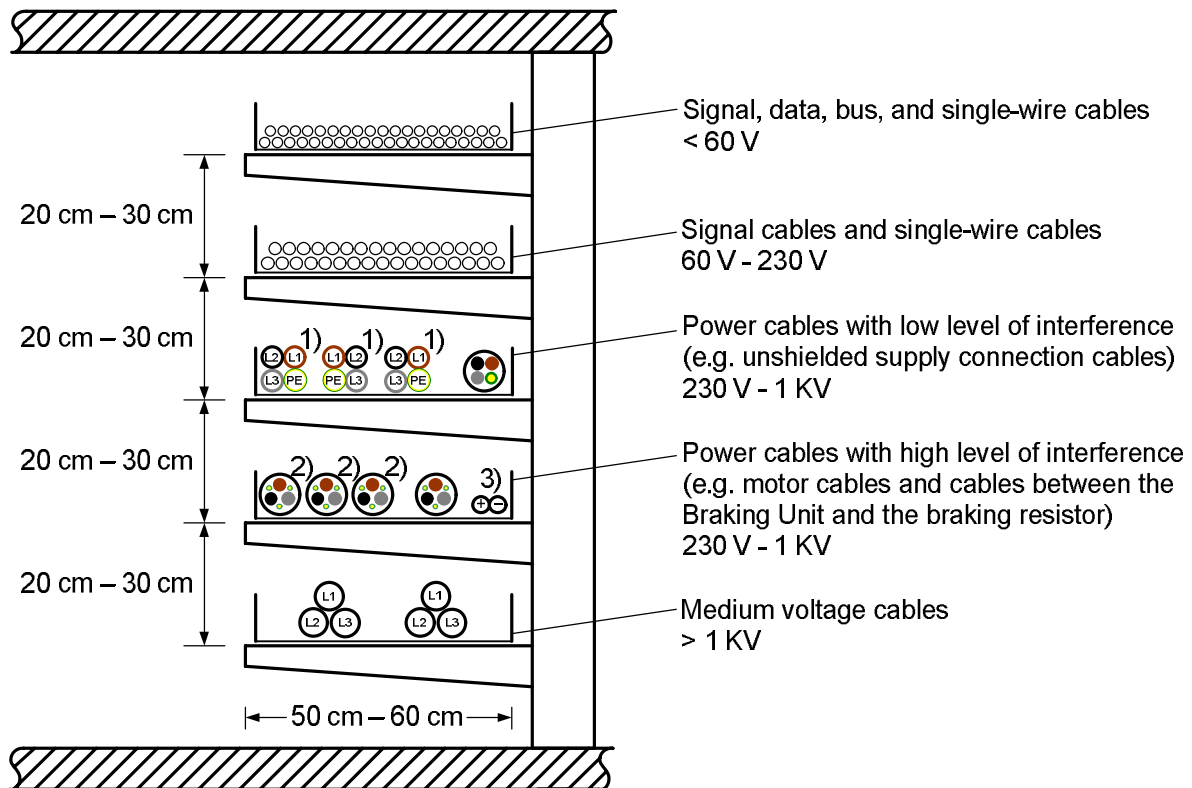 Signal, data, bus, and single-wire cables
< 60 V
20 cm – 30 cm
Signal cables and single-wire cables
60 V - 230 V
20 cm – 30 cm
Power cables with low level of interference
(e.g. unshielded supply connection cables)
230 V - 1 KV
1) 1) 1)
L2 L1 L1 L2 L2 L1
L3 PE PE L3 L3 PE
20 cm – 30 cm
Power cables with high level of interference
(e.g. motor cables and cables between the
Braking Unit and the braking resistor)
230 V - 1 KV
2) 2) 2) 3)
+ −
20 cm – 30 cm
Medium voltage cables
> 1 KV
L1 L1
L2 L3 L2 L3
50 cm – 60 cm